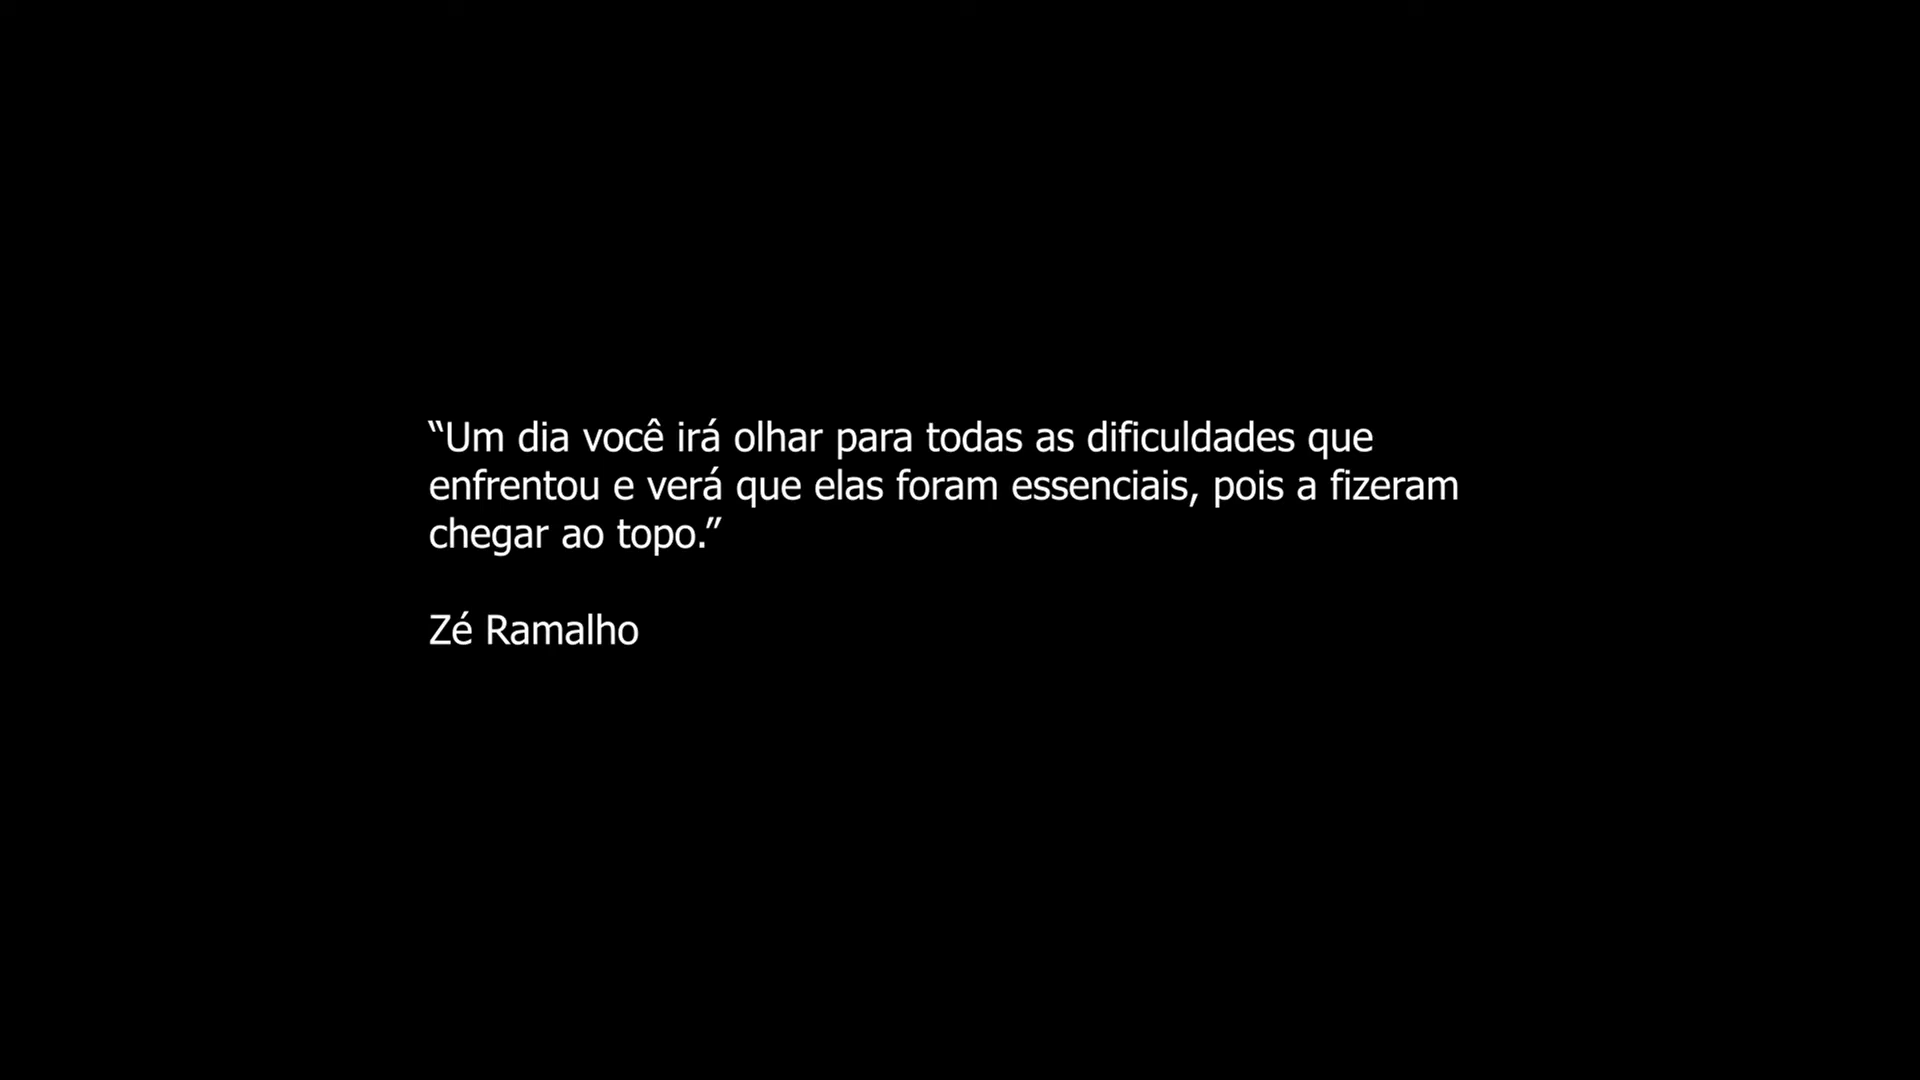 “Um dia você irá olhar para todas as dificuldades que
enfrentou e verá que elas foram essenciais, pois a fizeram
chegar ao topo.”
Zé Ramalho